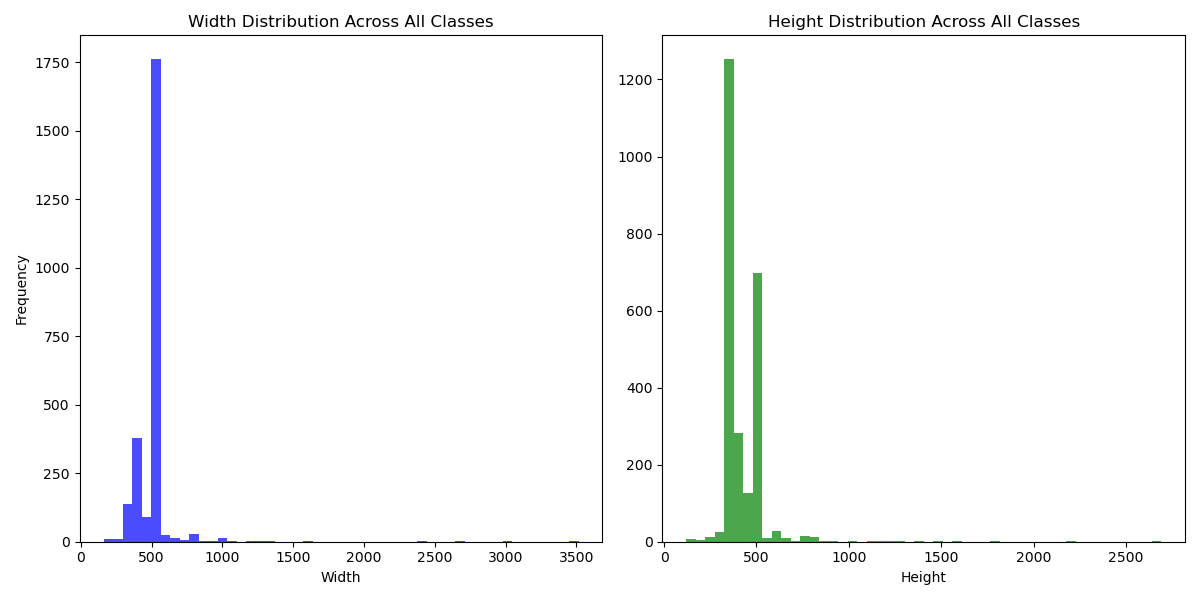 Width Distribution Across All Classes
1750
1500
1250
1000
750
500
250
0
Frequency
0 500 1000 1500 2000 2500 3000 3500
Width
Height Distribution Across All Classes
1200
1000
800
600
400
200
0
0 500 1000 1500 2000 2500
Height